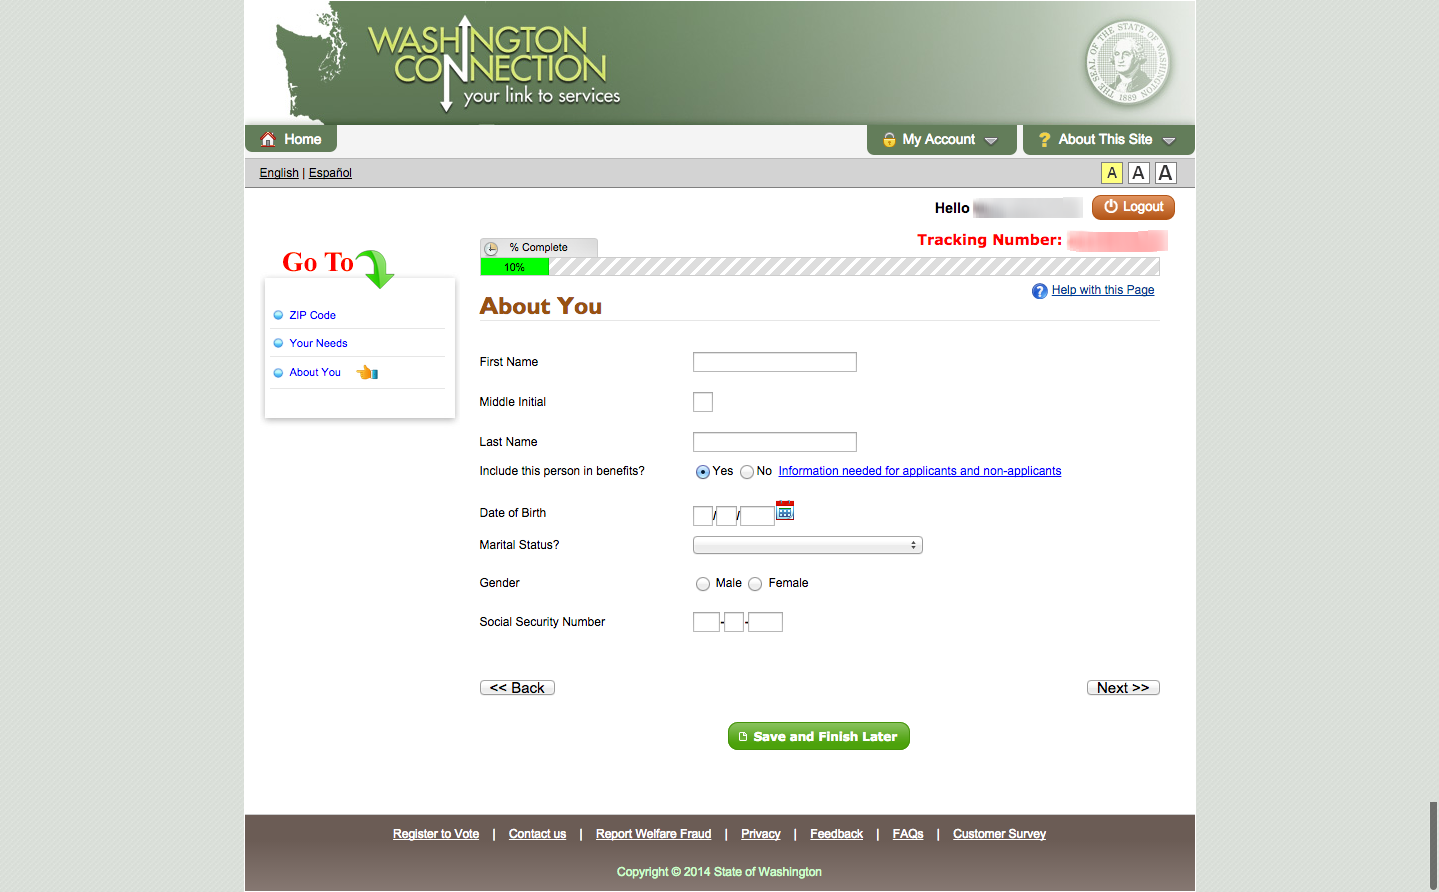 WASHINGTON
CONNECTION
your link to services
THE SEAL OF THE STATE OF WASHINGTON
1889
Home
My Account
? About This Site
English | Español
A A A
Hello
Logout
Tracking Number:
% Complete
10%
Go To
? Help with this Page
ZIP Code
Your Needs
About You
About You
First Name
Middle Initial
Last Name
Include this person in benefits? Yes No Information needed for applicants and non-applicants
Date of Birth / /
Marital Status?
Gender Male Female
Social Security Number - -
<< Back Next >>
Save and Finish Later
Register to Vote | Contact us | Report Welfare Fraud | Privacy | Feedback | FAQs | Customer Survey
Copyright © 2014 State of Washington